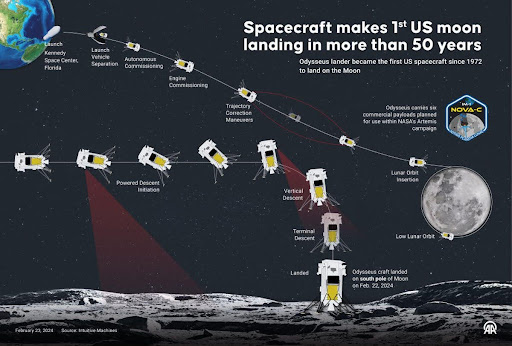 Spacecraft makes 1st US moon
landing in more than 50 years
Odysseus lander became the first US spacecraft since 1972
to land on the Moon
Launch
Kennedy
Space Center,
Florida
Launch
Vehicle
Separation
Autonomous
Commissioning
Engine
Commissioning
Trajectory
Correction
Maneuvers
Odysseus carries six
commercial payloads planned
for use within NASA's Artemis
campaign
IM-1
NOVA-C
Lunar Orbit
Insertion
Low Lunar Orbit
Powered Descent
Initiation
Vertical
Descent
Terminal
Descent
Landed
Odysseus craft landed
on south pole of Moon
on Feb. 22, 2024
February 23, 2024
Source: Intuitive Machines
AA